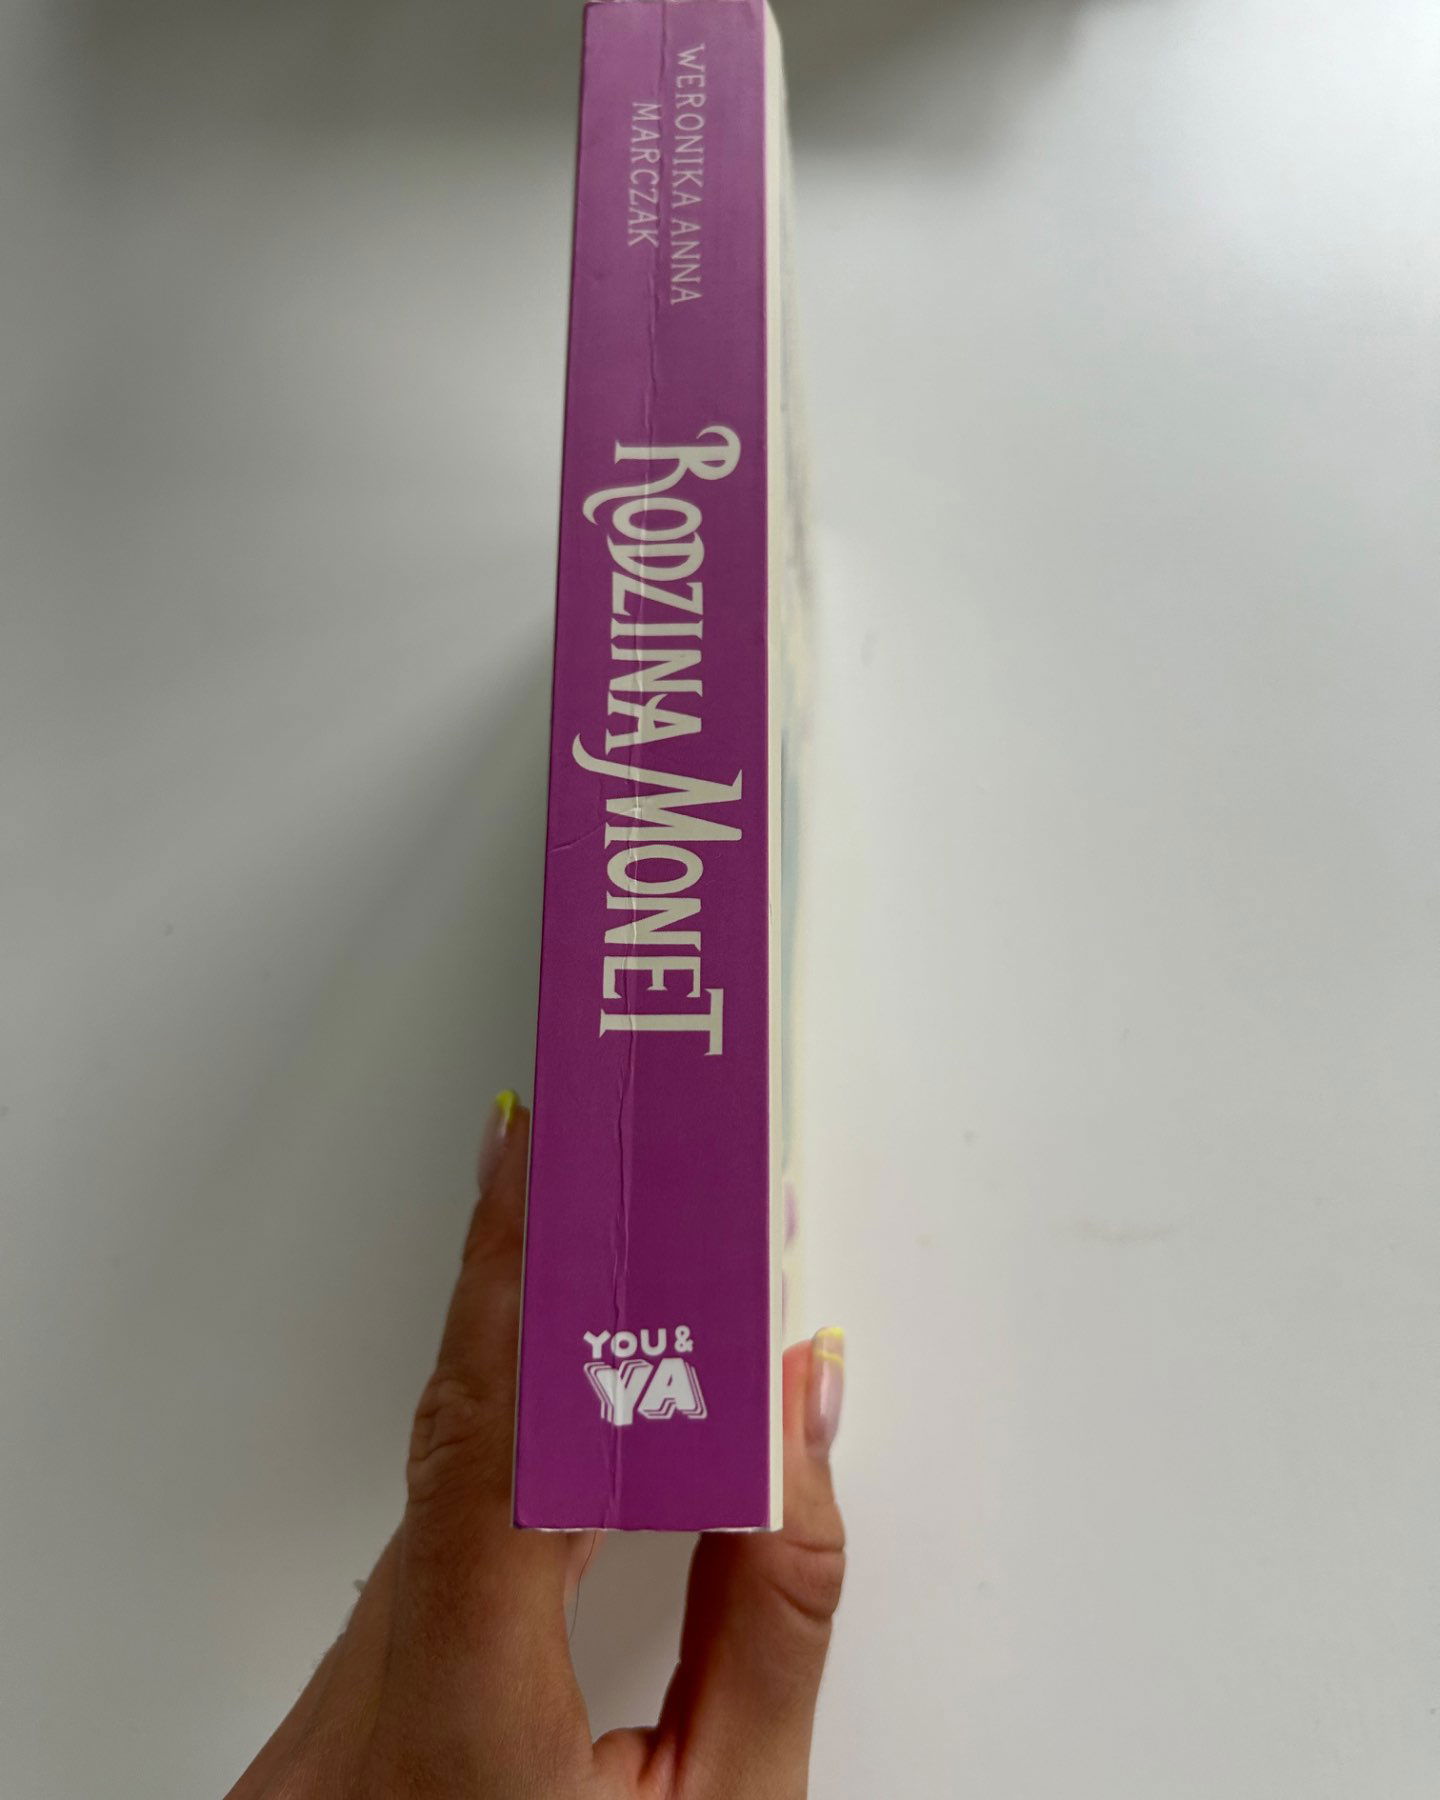 WERONIKA ANNA
MARCZAK
RODZINA MONET
YOU &
YA